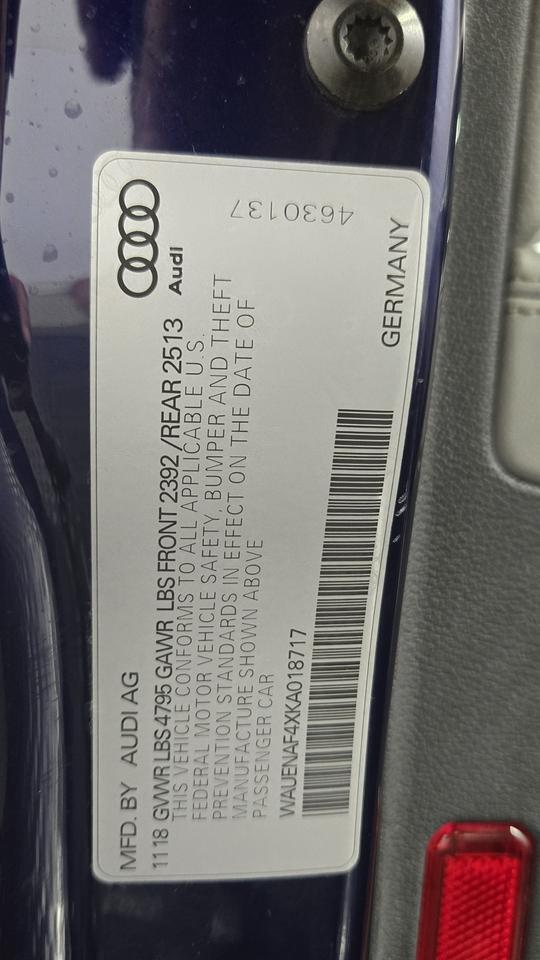 MFD. BY AUDI AG
1118 GVWR LBS 4795 GAWR LBS FRONT 2392 /REAR 2513
THIS VEHICLE CONFORMS TO ALL APPLICABLE U.S.
FEDERAL MOTOR VEHICLE SAFETY, BUMPER AND THEFT
PREVENTION STANDARDS IN EFFECT ON THE DATE OF
MANUFACTURE SHOWN ABOVE
PASSENGER CAR
WAUENAF4XKA018717
Audi
4630137
GERMANY